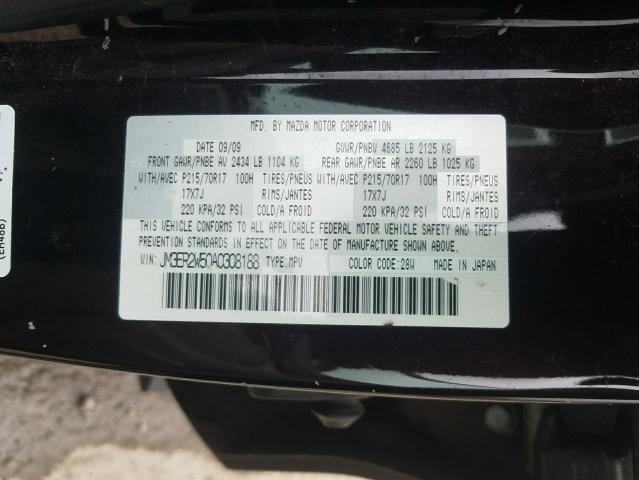 MFD. BY MAZDA MOTOR CORPORATION
DATE 09/09 GVWR/PNBV 4685 LB 2125 KG
FRONT GAWR/PNBE AV 2434 LB 1104 KG REAR GAWR/PNBE AR 2260 LB 1025 KG
WITH/AVEC P215/70R17 100H TIRES/PNEUS WITH/AVEC P215/70R17 100H TIRES/PNEUS
17X7J RIMS/JANTES 17X7J RIMS/JANTES
220 KPA/32 PSI COLD/A FROID 220 KPA/32 PSI COLD/A FROID
THIS VEHICLE CONFORMS TO ALL APPLICABLE FEDERAL MOTOR VEHICLE SAFETY AND THEFT
PREVENTION STANDARDS IN EFFECT ON THE DATE OF MANUFACTURE SHOWN ABOVE.
VIN: JM3ER2W50A0308188 TYPE:MPV COLOR CODE:28W MADE IN JAPAN
(EH48B)